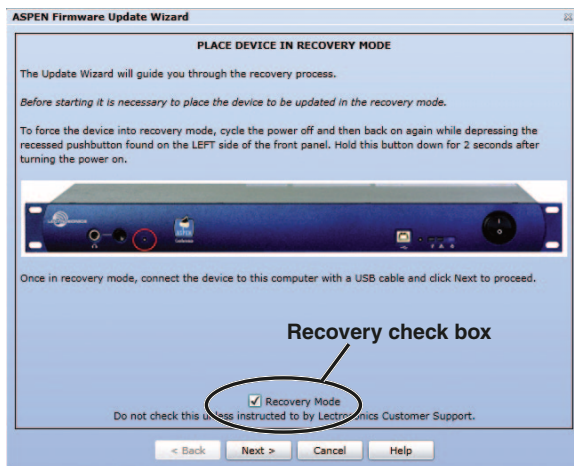 ASPEN Firmware Update Wizard
PLACE DEVICE IN RECOVERY MODE
The Update Wizard will guide you through the recovery process.
Before starting it is necessary to place the device to be updated in the recovery mode.
To force the device into recovery mode, cycle the power off and then back on again while depressing the
recessed pushbutton found on the LEFT side of the front panel. Hold this button down for 2 seconds after
turning the power on.
Once in recovery mode, connect the device to this computer with a USB cable and click Next to proceed.
Recovery check box
Recovery Mode
Do not check this unless instructed to by Lectrosonics Customer Support.
< Back Next > Cancel Help